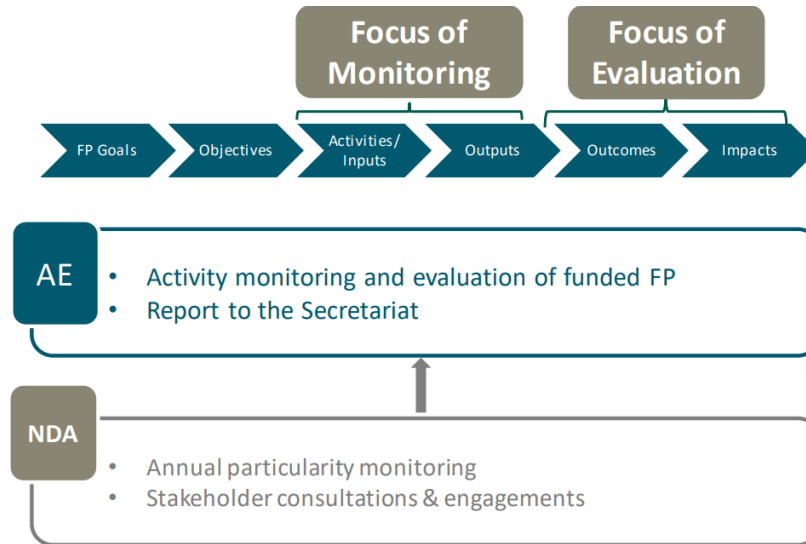 Focus of
Monitoring
Focus of
Evaluation
FP Goals
Objectives
Activities/
Inputs
Outputs
Outcomes
Impacts
AE
• Activity monitoring and evaluation of funded FP
• Report to the Secretariat
NDA
• Annual particularity monitoring
• Stakeholder consultations & engagements